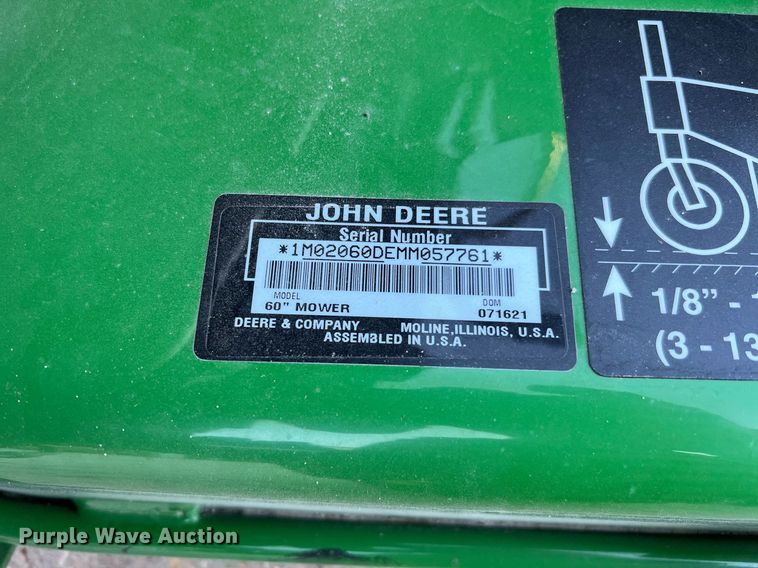 JOHN DEERE
Serial Number
*1M02060DEMM057761*
MODEL DOM
60" MOWER 071621
DEERE & COMPANY MOLINE, ILLINOIS, U.S.A.
ASSEMBLED IN U.S.A.
1/8" -
(3 - 13
Purple Wave Auction®